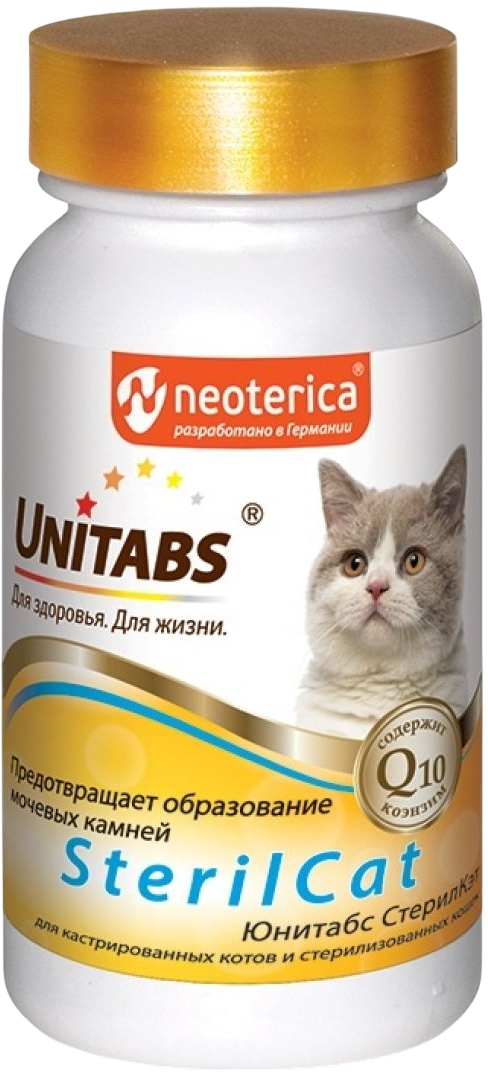 neoterica®
разработано в Германии
UNITABS®
Для здоровья. Для жизни.
содержит
Q10
коэнзим
Предотвращает образование
мочевых камней
SterilCat
Юнитабс СтерилКэт
для кастрированных котов и стерилизованных кошек